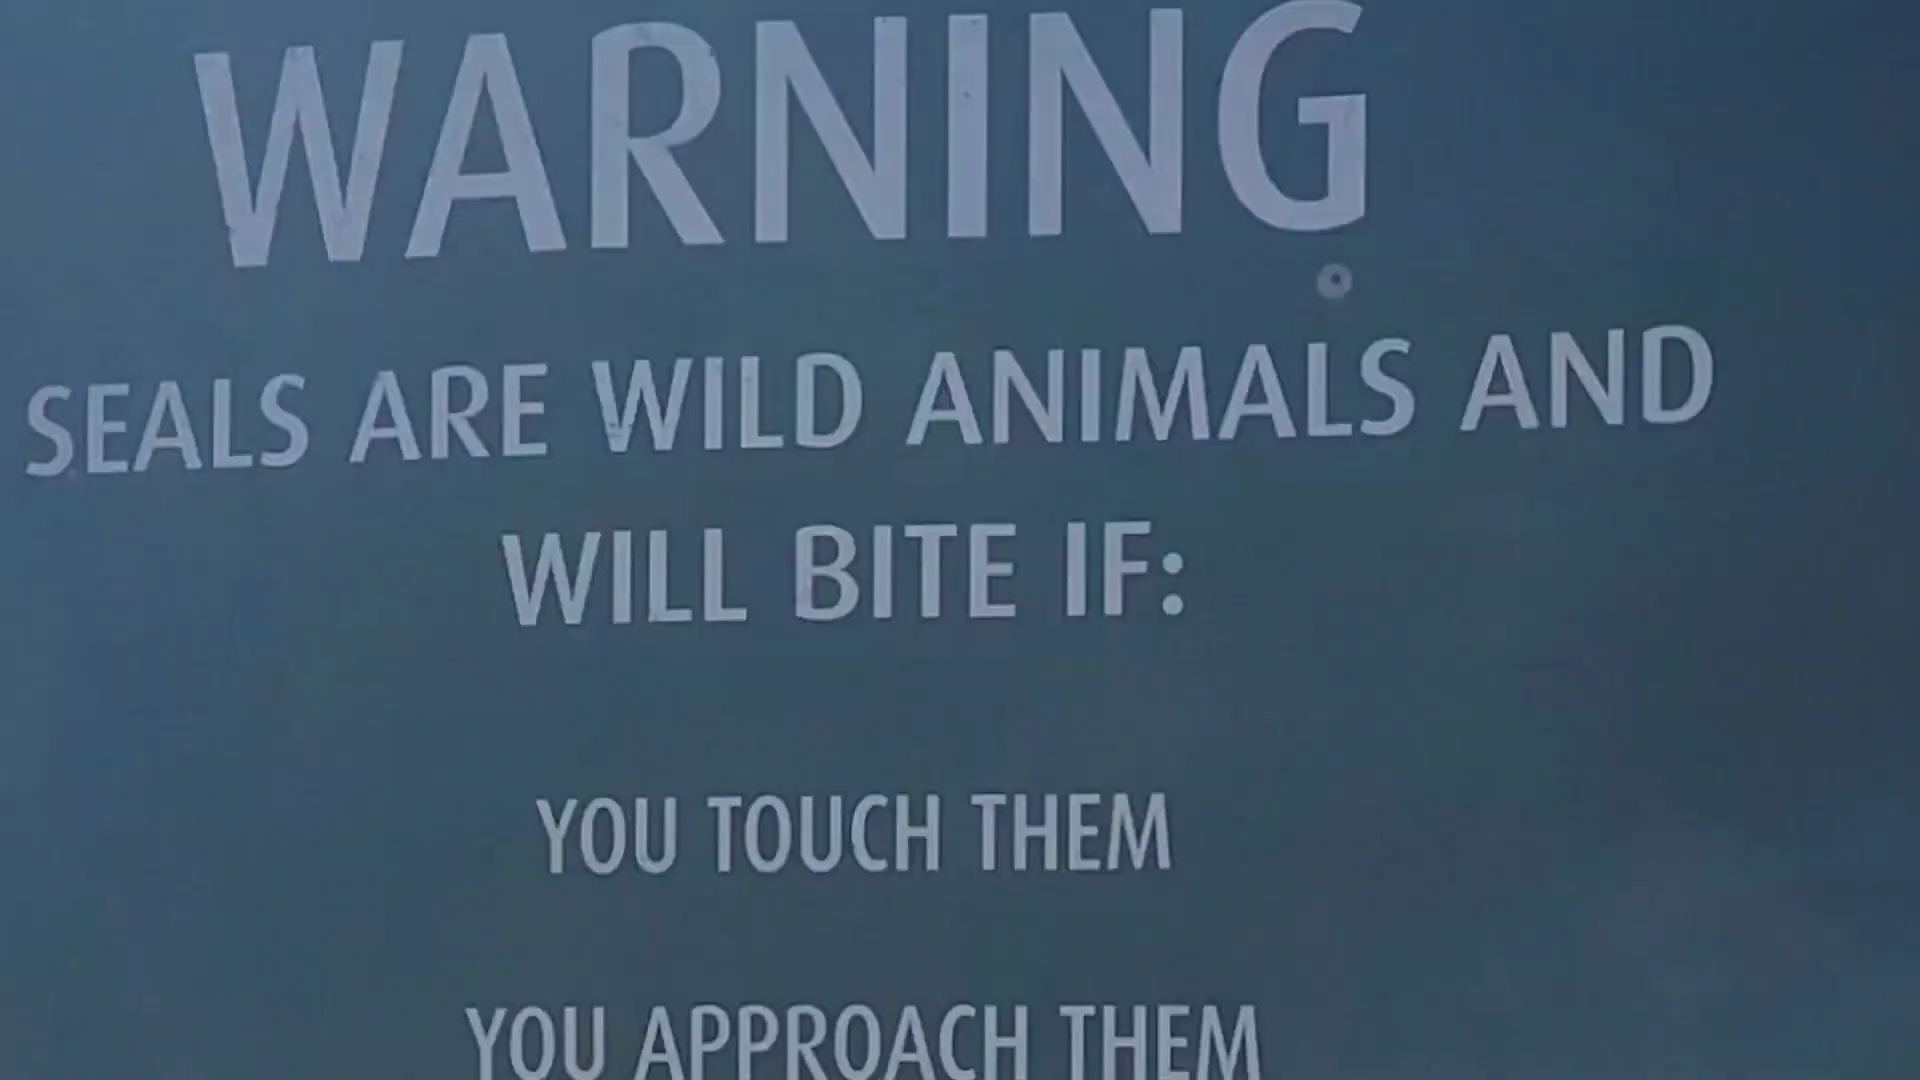 WARNING
SEALS ARE WILD ANIMALS AND
WILL BITE IF:
YOU TOUCH THEM
YOU APPROACH THEM